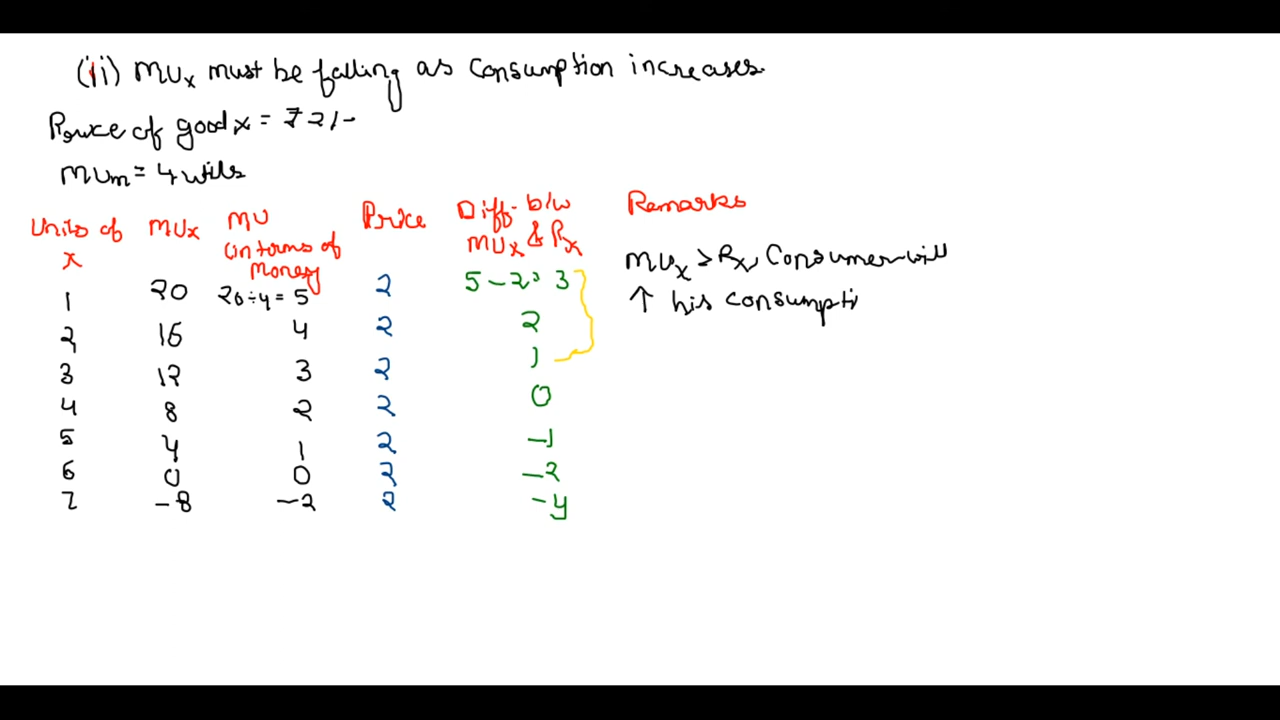 (ii) MUx must be falling as consumption increases.
Price of good x = ₹2/-
MUm = 4 utils
Units of x MUx MU (in terms of Money) Price Diff. b/w MUx & Px Remarks
1 20 20÷4 = 5 2 5-2= 3 MUx > Px, Consumer will
2 16 4 2 2 ↑ his consumpti
3 12 3 2 1
4 8 2 2 0
5 4 1 2 -1
6 0 0 2 -2
7 -8 -2 2 -4